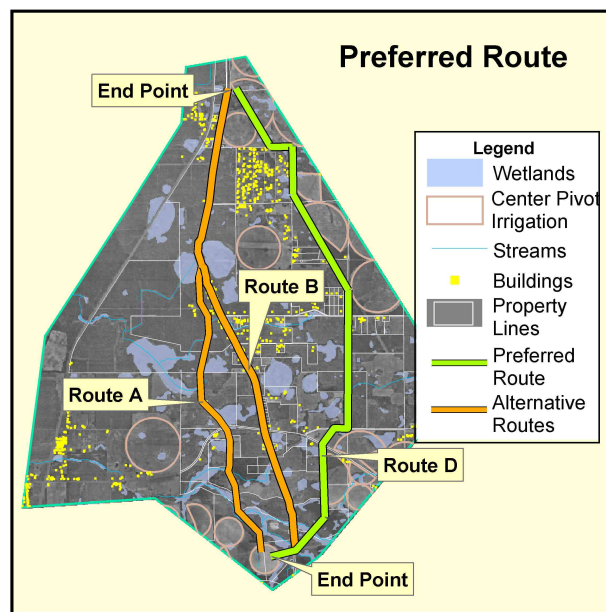 Preferred Route
End Point
Legend
Wetlands
Center Pivot
Irrigation
Streams
Buildings
Property
Lines
Preferred
Route
Alternative
Routes
Route B
Route A
Route D
End Point